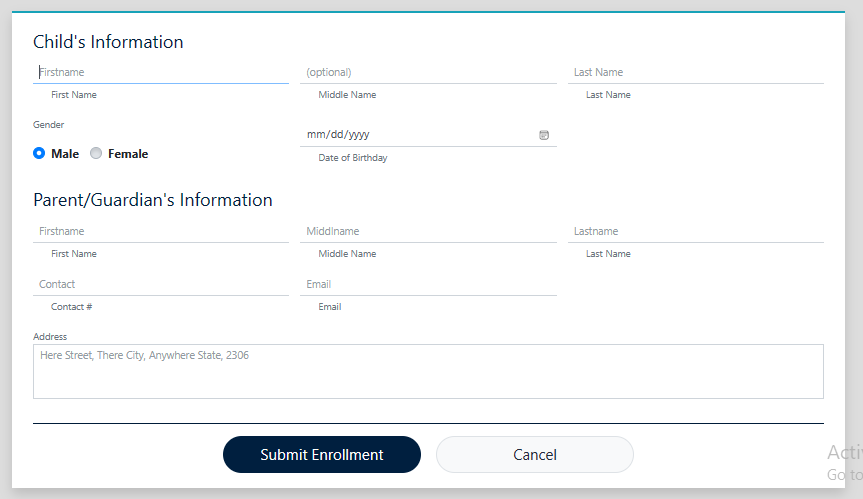 Child's Information
Firstname (optional) Last Name
First Name Middle Name Last Name
Gender
mm/dd/yyyy
Male Female
Date of Birthday
Parent/Guardian's Information
Firstname Middlname Lastname
First Name Middle Name Last Name
Contact Email
Contact # Email
Address
Here Street, There City, Anywhere State, 2306
Submit Enrollment Cancel
Go to